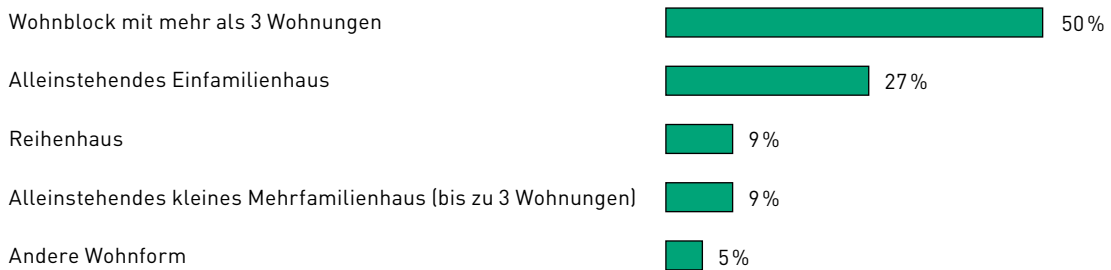 Wohnblock mit mehr als 3 Wohnungen 50 %
Alleinstehendes Einfamilienhaus 27 %
Reihenhaus 9 %
Alleinstehendes kleines Mehrfamilienhaus (bis zu 3 Wohnungen) 9 %
Andere Wohnform 5 %